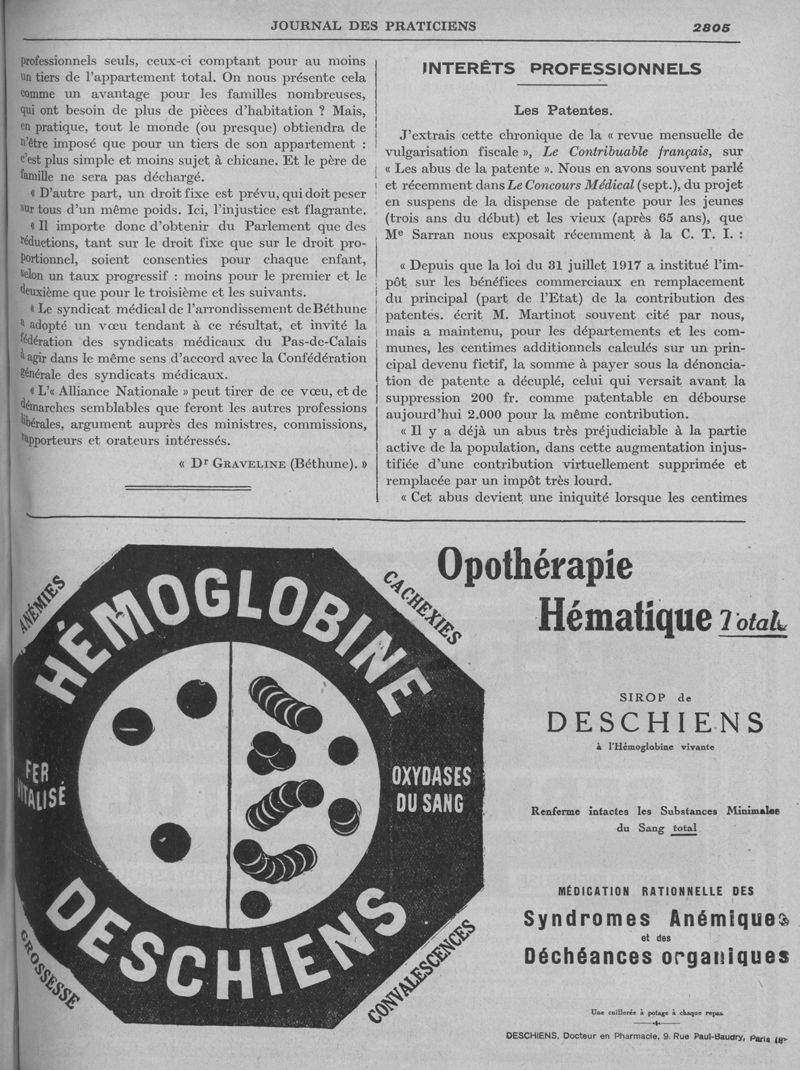 JOURNAL DES PRATICIENS
2805
professionnels seuls, ceux-ci comptant pour au moins
un tiers de l'appartement total. On nous présente cela
comme un avantage pour les familles nombreuses,
qui ont besoin de plus de pièces d'habitation ? Mais,
en pratique, tout le monde (ou presque) obtiendra de
n'être imposé que pour un tiers de son appartement :
c'est plus simple et moins sujet à chicane. Et le père de
famille ne sera pas déchargé.
« D'autre part, un droit fixe est prévu, qui doit peser
sur tous d'un même poids. Ici, l'injustice est flagrante.
« Il importe donc d'obtenir du Parlement que des
réductions, tant sur le droit fixe que sur le droit pro-
portionnel, soient consenties pour chaque enfant,
selon un taux progressif : moins pour le premier et le
deuxième que pour le troisième et les suivants.
« Le syndicat médical de l'arrondissement de Béthune
a adopté un vœu tendant à ce résultat, et invité la
fédération des syndicats médicaux du Pas-de-Calais
à agir dans le même sens d'accord avec la Confédération
générale des syndicats médicaux.
« L'« Alliance Nationale » peut tirer de ce vœu, et de
démarches semblables que feront les autres professions
libérales, argument auprès des ministres, commissions,
rapporteurs et orateurs intéressés.
« Dr GRAVELINE (Béthune). »
INTERÊTS PROFESSIONNELS
Les Patentes.
J'extrais cette chronique de la « revue mensuelle de
vulgarisation fiscale », Le Contribuable français, sur
« Les abus de la patente ». Nous en avons souvent parlé
et récemment dans Le Concours Médical (sept.), du projet
en suspens de la dispense de patente pour les jeunes
(trois ans du début) et les vieux (après 65 ans), que
Me Sarran nous exposait récemment à la C. T. I. :
« Depuis que la loi du 31 juillet 1917 a institué l'im-
pôt sur les bénéfices commerciaux en remplacement
du principal (part de l'Etat) de la contribution des
patentes. écrit M. Martinot souvent cité par nous,
mais a maintenu, pour les départements et les com-
munes, les centimes additionnels calculés sur un prin-
cipal devenu fictif, la somme à payer sous la dénoncia-
tion de patente a décuplé, celui qui versait avant la
suppression 200 fr. comme patentable en débourse
aujourd'hui 2.000 pour la même contribution.
« Il y a déjà un abus très préjudiciable à la partie
active de la population, dans cette augmentation injus-
tifiée d'une contribution virtuellement supprimée et
remplacée par un impôt très lourd.
« Cet abus devient une iniquité lorsque les centimes
ANÉMIES
CACHEXIES
HÉMOGLOBINE
FER
VITALISÉ
OXYDASES
DU SANG
DESCHIENS
GROSSESSE
CONVALESCENCES
Opothérapie
Hématique Totale
SIROP de
DESCHIENS
à l'Hémoglobine vivante
Renferme intactes les Substances Minimales
du Sang total
MÉDICATION RATIONNELLE DES
Syndromes Anémiques
et des
Déchéances organiques
Une cuillerée à potage à chaque repas
DESCHIENS, Docteur en Pharmacie, 9. Rue Paul-Baudry, Paris (8e